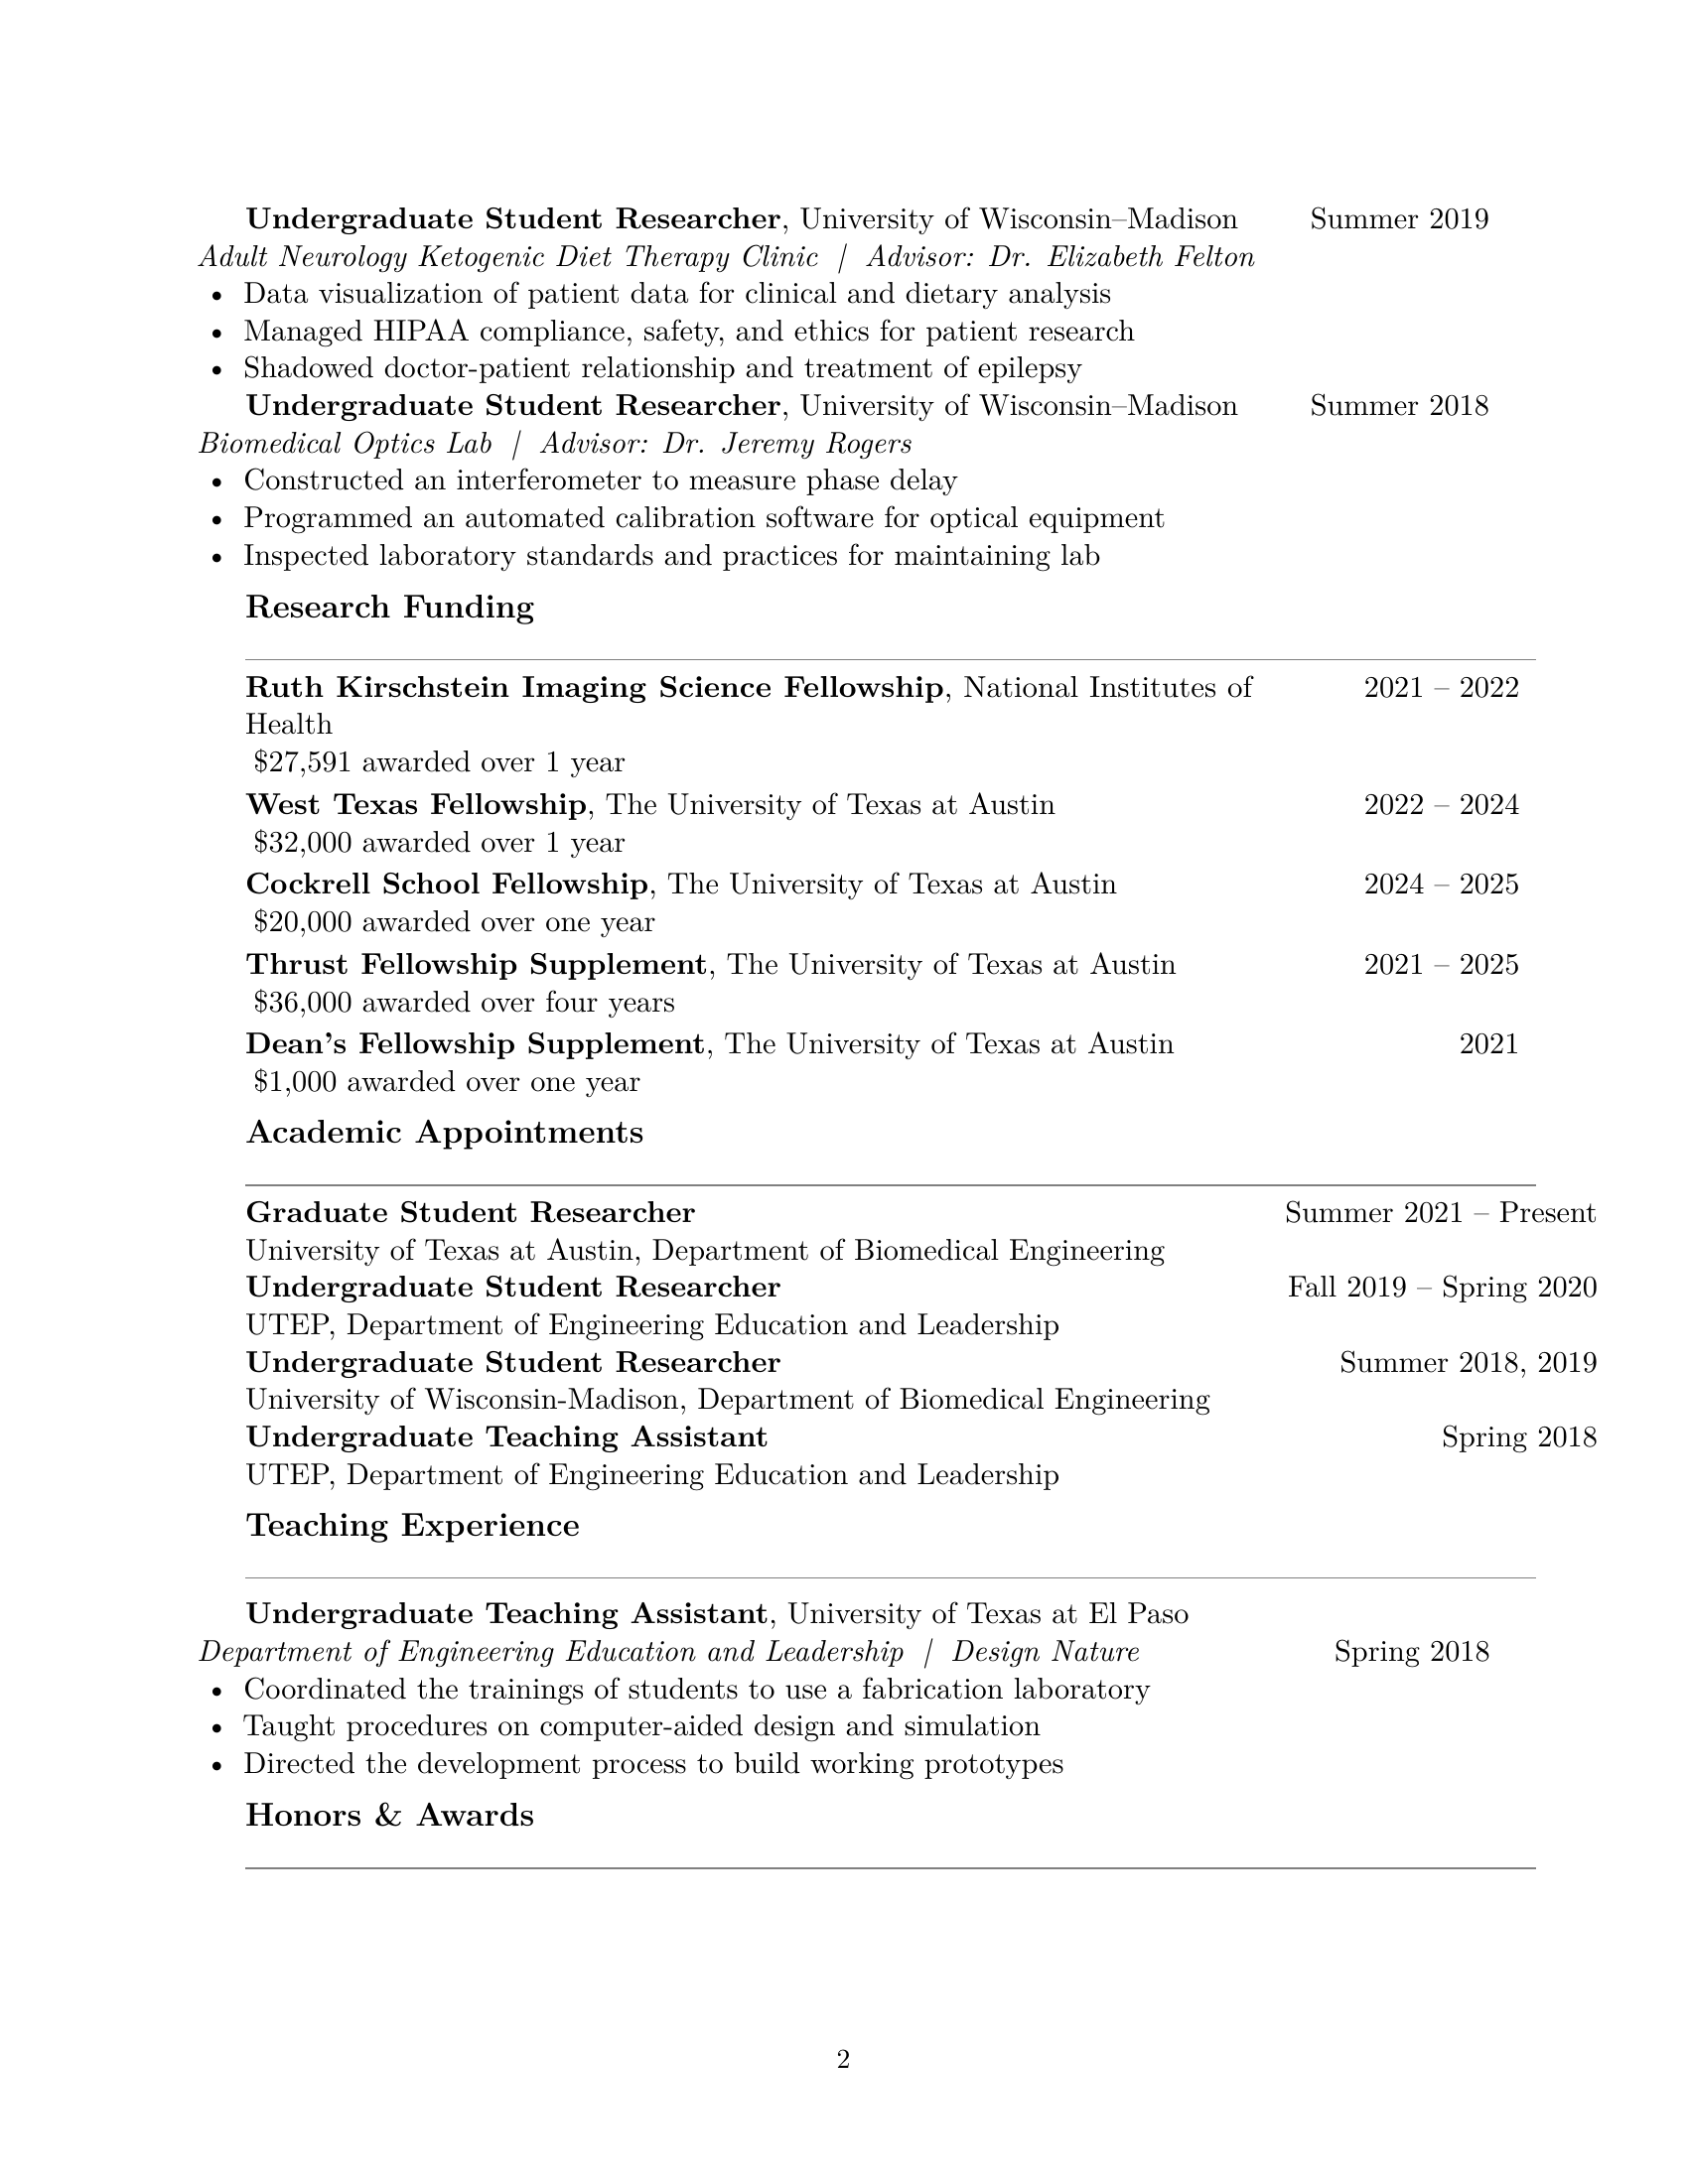 Undergraduate Student Researcher, University of Wisconsin–Madison Summer 2019
Adult Neurology Ketogenic Diet Therapy Clinic | Advisor: Dr. Elizabeth Felton
• Data visualization of patient data for clinical and dietary analysis
• Managed HIPAA compliance, safety, and ethics for patient research
• Shadowed doctor-patient relationship and treatment of epilepsy
Undergraduate Student Researcher, University of Wisconsin–Madison Summer 2018
Biomedical Optics Lab | Advisor: Dr. Jeremy Rogers
• Constructed an interferometer to measure phase delay
• Programmed an automated calibration software for optical equipment
• Inspected laboratory standards and practices for maintaining lab
Research Funding
Ruth Kirschstein Imaging Science Fellowship, National Institutes of 2021 – 2022
Health
$27,591 awarded over 1 year
West Texas Fellowship, The University of Texas at Austin 2022 – 2024
$32,000 awarded over 1 year
Cockrell School Fellowship, The University of Texas at Austin 2024 – 2025
$20,000 awarded over one year
Thrust Fellowship Supplement, The University of Texas at Austin 2021 – 2025
$36,000 awarded over four years
Dean's Fellowship Supplement, The University of Texas at Austin 2021
$1,000 awarded over one year
Academic Appointments
Graduate Student Researcher Summer 2021 – Present
University of Texas at Austin, Department of Biomedical Engineering
Undergraduate Student Researcher Fall 2019 – Spring 2020
UTEP, Department of Engineering Education and Leadership
Undergraduate Student Researcher Summer 2018, 2019
University of Wisconsin-Madison, Department of Biomedical Engineering
Undergraduate Teaching Assistant Spring 2018
UTEP, Department of Engineering Education and Leadership
Teaching Experience
Undergraduate Teaching Assistant, University of Texas at El Paso
Department of Engineering Education and Leadership | Design Nature Spring 2018
• Coordinated the trainings of students to use a fabrication laboratory
• Taught procedures on computer-aided design and simulation
• Directed the development process to build working prototypes
Honors & Awards
2